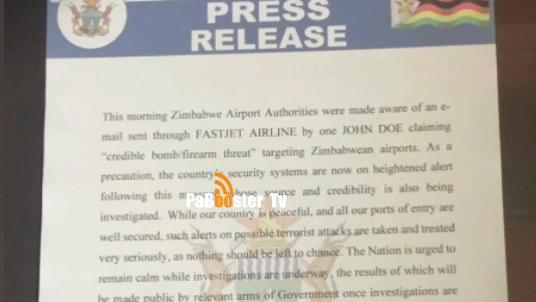 PRESS
RELEASE
This morning Zimbabwe Airport Authorities were made aware of an e-
mail sent through FASTJET AIRLINE by one JOHN DOE claiming
“credible bomb/firearm threat” targeting Zimbabwean airports. As a
precaution, the country's security systems are now on heightened alert
following this source and credibility is also being
PaBooster Tv
investigated. While our country is peaceful, and all our ports of entry are
well secured, such alerts on possible terrorist attacks are taken and treated
very seriously, as nothing should be left to chance. The Nation is urged to
remain calm while investigations are underway, the results of which will
be made public by relevant arms of Government once investigations are